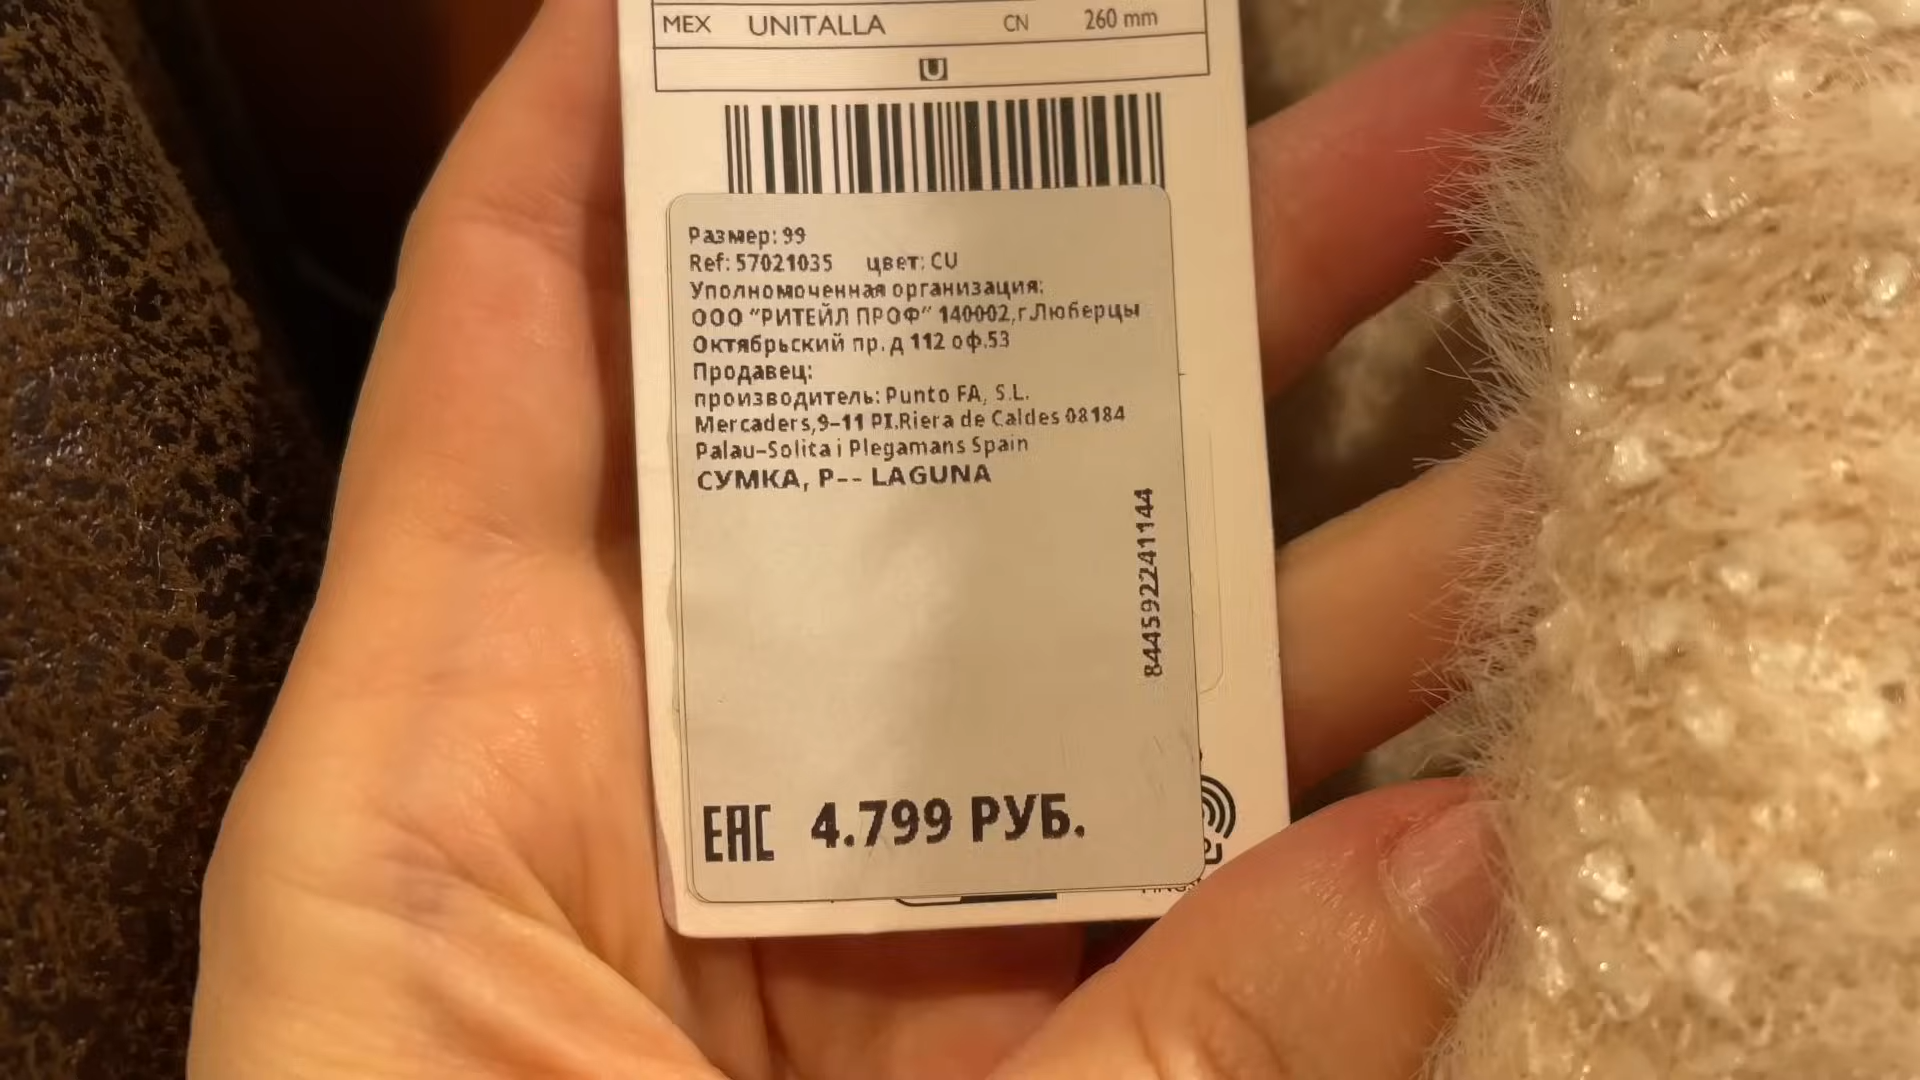 MEX UNITALLA CN 260 mm
U
Размер: 99
Ref: 57021035 цвет: CU
Уполномоченная организация:
ООО "РИТЕЙЛ ПРОФ" 140002,г.Люберцы
Октябрьский пр. д 112 оф.53
Продавец:
производитель: Punto FA, S.L.
Mercaders,9-11 PI.Riera de Caldes 08184
Palau-Solita i Plegamans Spain
СУМКА, P-- LAGUNA
8445922241144
EAC 4.799 РУБ.